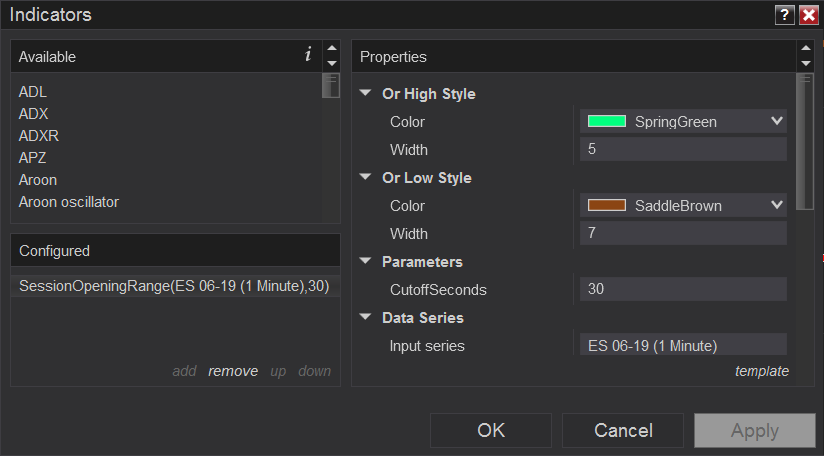 Indicators
?
Available
i
ADL
ADX
ADXR
APZ
Aroon
Aroon oscillator
Configured
SessionOpeningRange(ES 06-19 (1 Minute),30)
add remove up down
Properties
Or High Style
Color SpringGreen
Width 5
Or Low Style
Color SaddleBrown
Width 7
Parameters
CutoffSeconds 30
Data Series
Input series ES 06-19 (1 Minute)
template
OK Cancel Apply